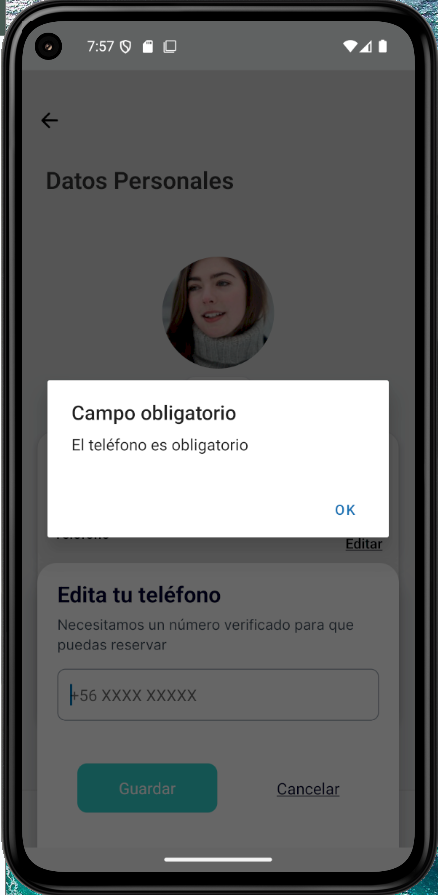 7:57
Datos Personales
Campo obligatorio
El teléfono es obligatorio
OK
Editar
Edita tu teléfono
Necesitamos un número verificado para que
puedas reservar
+56 XXXX XXXXX
Guardar
Cancelar